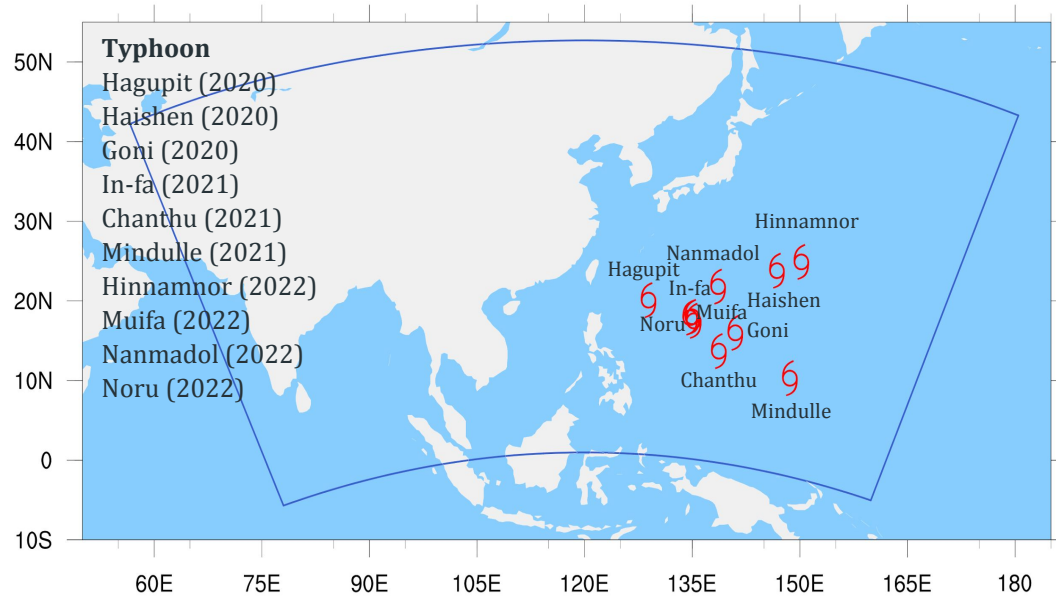 Typhoon
Hagupit (2020)
Haishen (2020)
Goni (2020)
In-fa (2021)
Chanthu (2021)
Mindulle (2021)
Hinnamnor (2022)
Muifa (2022)
Nanmadol (2022)
Noru (2022)
50N
40N
30N
20N
10N
0
10S
Hinnamnor
Nanmadol
Hagupit
In-fa
Haishen
Muifa
Noru
Goni
Chanthu
Mindulle
60E 75E 90E 105E 120E 135E 150E 165E 180